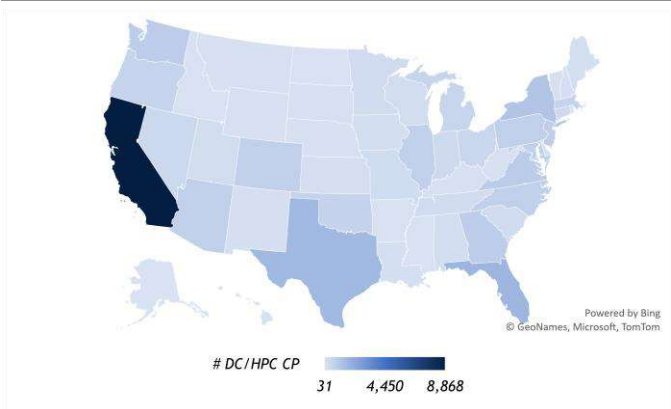 Powered by Bing
© GeoNames, Microsoft, TomTom
# DC/HPC CP
31 4,450 8,868